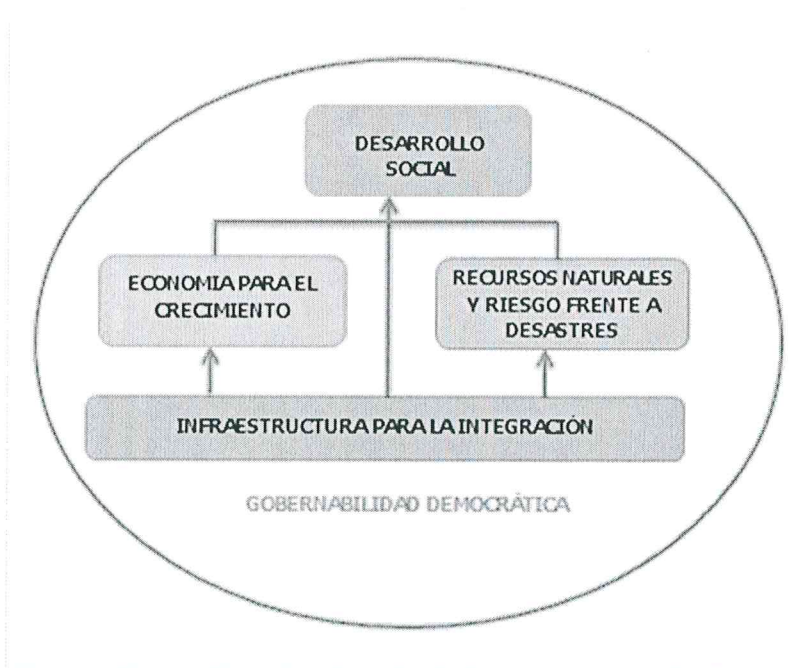 DESARROLLO
SOCIAL
ECONOMIA PARA EL
CRECIMIENTO
RECURSOS NATURALES
Y RIESGO FRENTE A
DESASTRES
INFRAESTRUCTURA PARA LA INTEGRACIÓN
GOBERNABILIDAD DEMOCRÁTICA